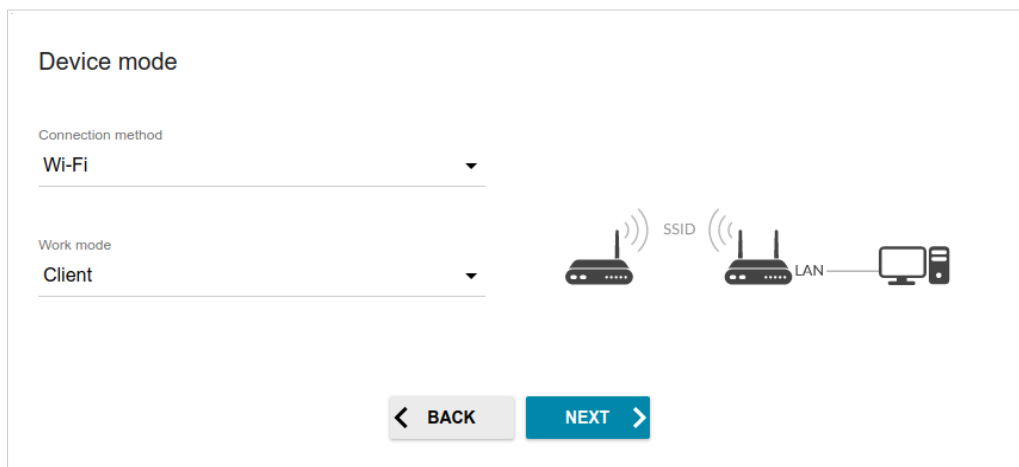 Device mode
Connection method
Wi-Fi
Work mode
Client
SSID
LAN
BACK
NEXT